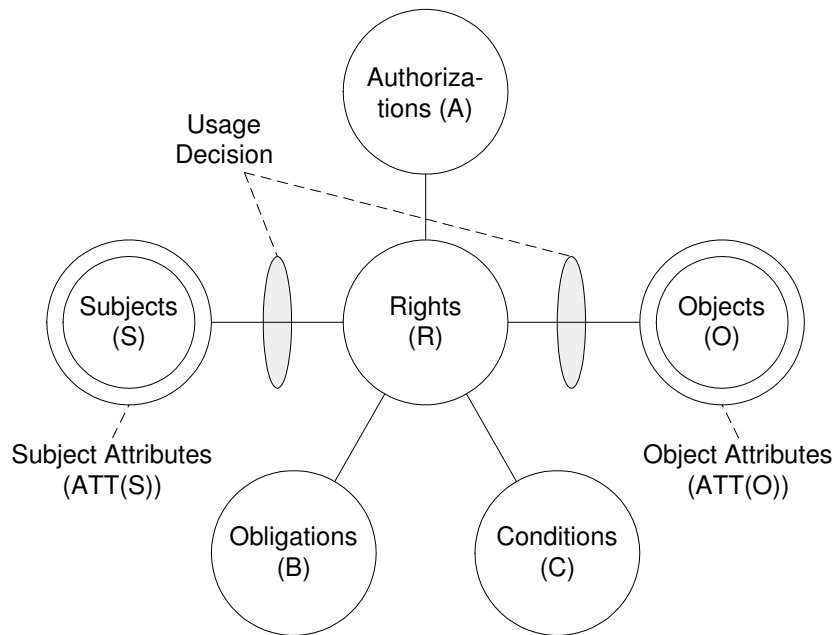 Authoriza-
tions (A)
Usage
Decision
Subjects
(S)
Rights
(R)
Objects
(O)
Subject Attributes
(ATT(S))
Object Attributes
(ATT(O))
Obligations
(B)
Conditions
(C)